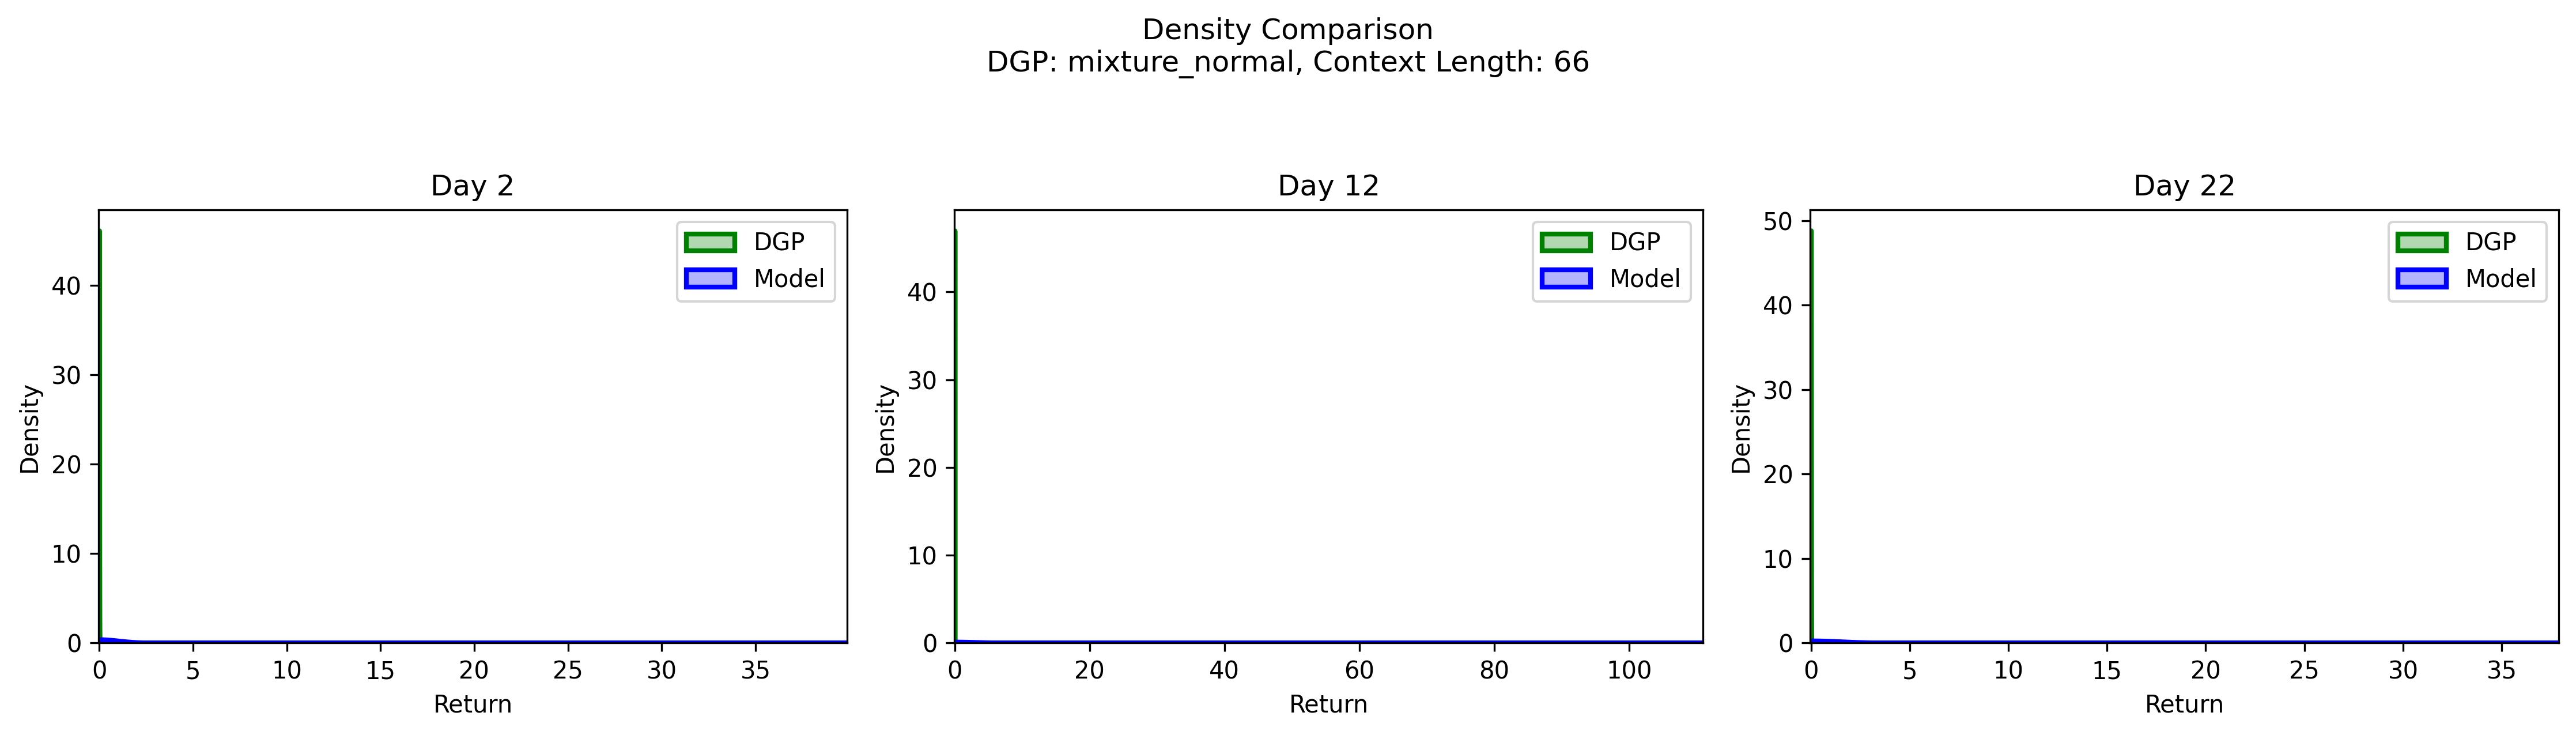 Density Comparison
DGP: mixture_normal, Context Length: 66
Day 2
Density
40
30
20
10
0
0 5 10 15 20 25 30 35
Return
DGP
Model
Day 12
Density
40
30
20
10
0
0 20 40 60 80 100
Return
DGP
Model
Day 22
Density
50
40
30
20
10
0
0 5 10 15 20 25 30 35
Return
DGP
Model